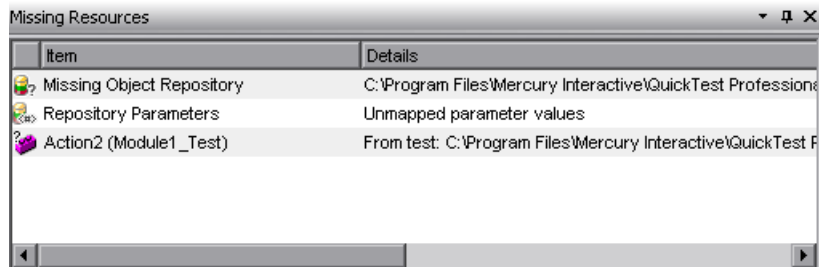 Missing Resources
Item Details
Missing Object Repository C:\Program Files\Mercury Interactive\QuickTest Professiona
Repository Parameters Unmapped parameter values
Action2 (Module1_Test) From test: C:\Program Files\Mercury Interactive\QuickTest P